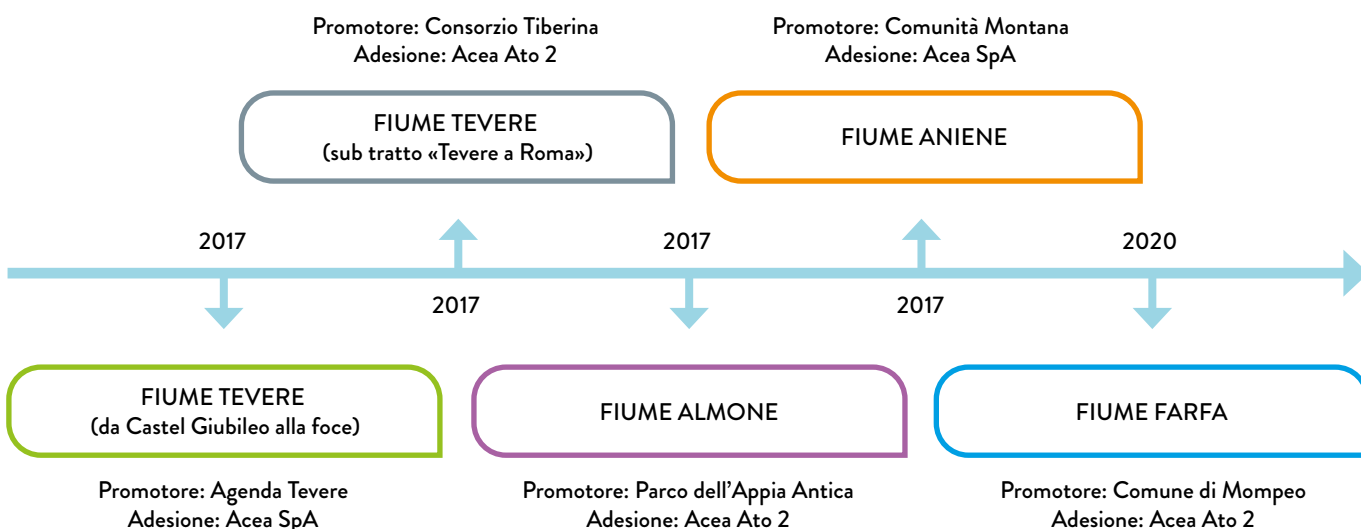 Promotore: Consorzio Tiberina
Adesione: Acea Ato 2
FIUME TEVERE
(sub tratto «Tevere a Roma»)
Promotore: Comunità Montana
Adesione: Acea SpA
FIUME ANIENE
2017
2017
2020
2017
2017
FIUME TEVERE
(da Castel Giubileo alla foce)
Promotore: Agenda Tevere
Adesione: Acea SpA
FIUME ALMONE
Promotore: Parco dell’Appia Antica
Adesione: Acea Ato 2
FIUME FARFA
Promotore: Comune di Mompeo
Adesione: Acea Ato 2